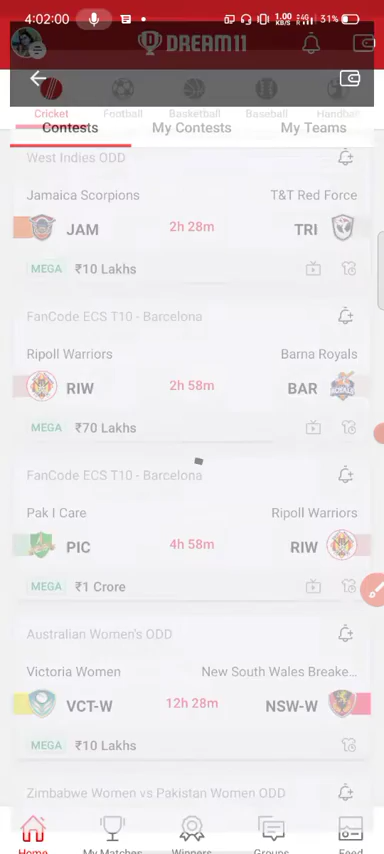 4:02:00 1.00 KB/S 31%
DREAM11
Cricket Football Basketball Baseball Handball
Contests My Contests My Teams
West Indies ODD
Jamaica Scorpions T&T Red Force
JAM 2h 28m TRI
MEGA ₹10 Lakhs
FanCode ECS T10 - Barcelona
Ripoll Warriors Barna Royals
RIW 2h 58m BAR
MEGA ₹70 Lakhs
FanCode ECS T10 - Barcelona
Pak I Care Ripoll Warriors
PIC 4h 58m RIW
MEGA ₹1 Crore
Australian Women's ODD
Victoria Women New South Wales Breake...
VCT-W 12h 28m NSW-W
MEGA ₹10 Lakhs
Zimbabwe Women vs Pakistan Women ODD
Home My Matches Winners Groups Feed